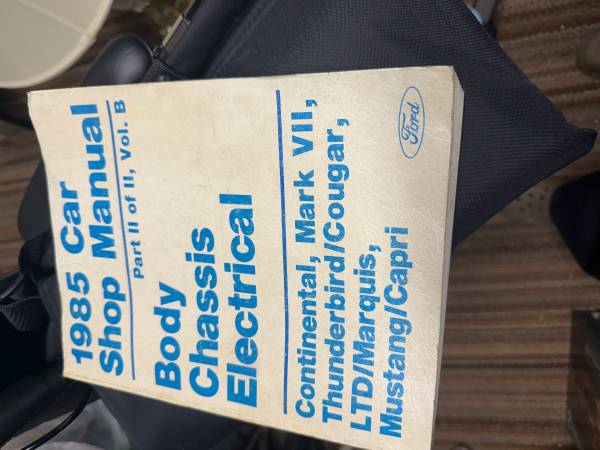 1985 Car
Shop Manual
Part II of II, Vol. B
Body
Chassis
Electrical
Continental, Mark VII,
Thunderbird/Cougar,
LTD/Marquis,
Mustang/Capri
Ford